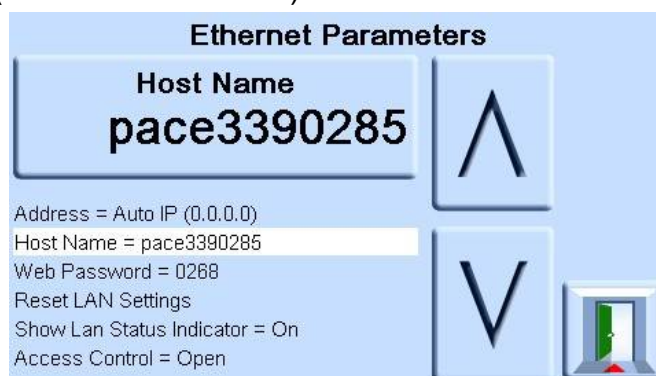 Ethernet Parameters
Host Name
pace3390285
Address = Auto IP (0.0.0.0)
Host Name = pace3390285
Web Password = 0268
Reset LAN Settings
Show Lan Status Indicator = On
Access Control = Open